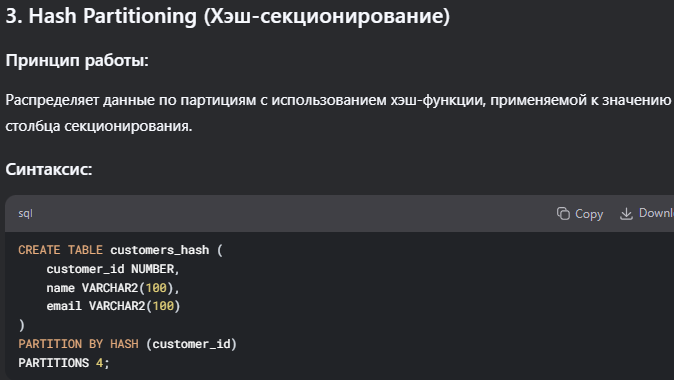 3. Hash Partitioning (Хэш-секционирование)
Принцип работы:
Распределяет данные по партициям с использованием хэш-функции, применяемой к значению
столбца секционирования.
Синтаксис:
sql Copy
CREATE TABLE customers_hash (
    customer_id NUMBER,
    name VARCHAR2(100),
    email VARCHAR2(100)
)
PARTITION BY HASH (customer_id)
PARTITIONS 4;